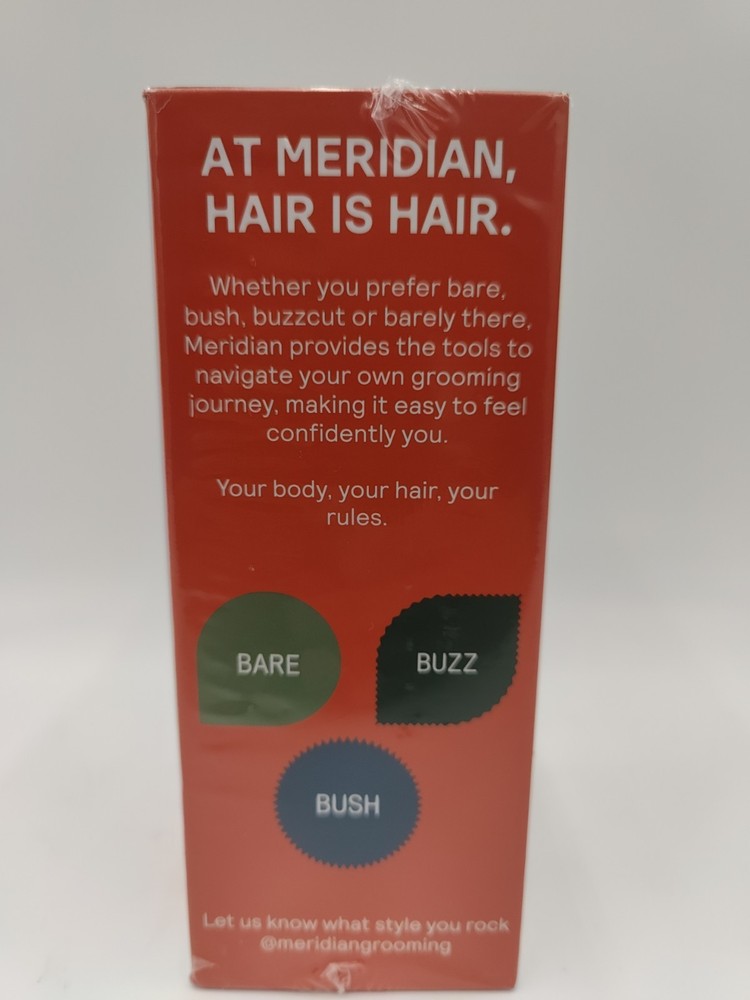 AT MERIDIAN,
HAIR IS HAIR.
Whether you prefer bare,
bush, buzzcut or barely there,
Meridian provides the tools to
navigate your own grooming
journey, making it easy to feel
confidently you.
Your body, your hair, your
rules.
BARE
BUZZ
BUSH
Let us know what style you rock
@meridiangrooming